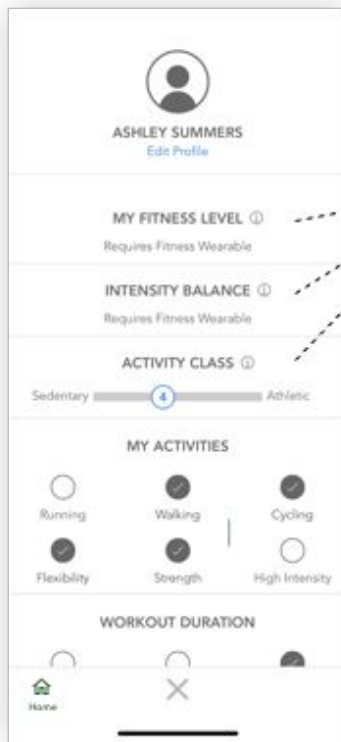 ASHLEY SUMMERS
Edit Profile
MY FITNESS LEVEL ⓘ
Requires Fitness Wearable
INTENSITY BALANCE ⓘ
Requires Fitness Wearable
ACTIVITY CLASS ⓘ
Sedentary 4 Athletic
MY ACTIVITIES
Running Walking Cycling
Flexibility Strength High Intensity
WORKOUT DURATION
Home